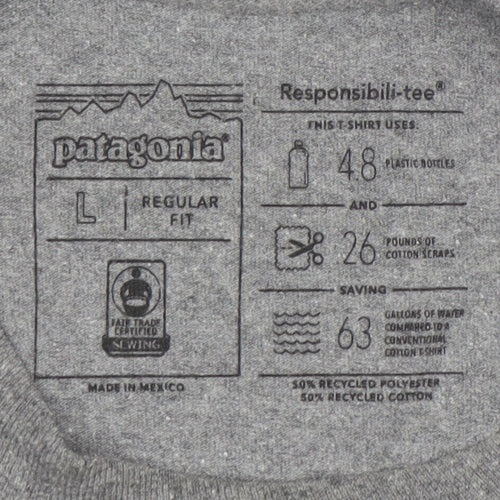 patagonia®
L
REGULAR
FIT
FAIR TRADE
CERTIFIED
SEWING
MADE IN MEXICO
Responsibili-tee®
THIS T-SHIRT USES:
4.8 PLASTIC BOTTLES
AND
26 POUNDS OF
COTTON SCRAPS
SAVING
63 GALLONS OF WATER
COMPARED TO A
CONVENTIONAL
COTTON T-SHIRT
50% RECYCLED POLYESTER
50% RECYCLED COTTON